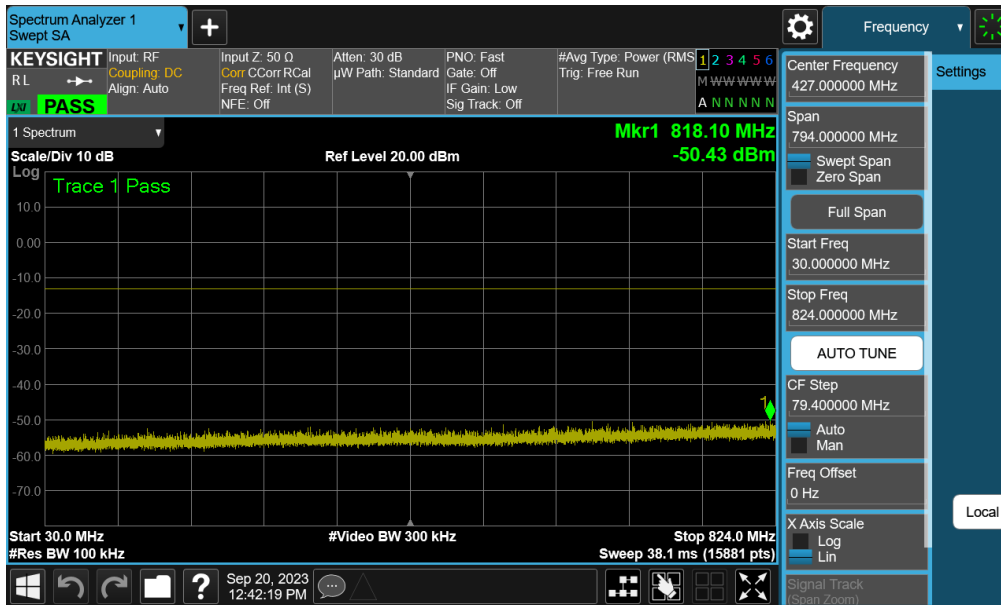 Spectrum Analyzer 1
Swept SA
+
Frequency
KEYSIGHT
R L
LXI
PASS
Input: RF
Coupling: DC
Align: Auto
Input Z: 50 Ω
Corr CCorr RCal
Freq Ref: Int (S)
NFE: Off
Atten: 30 dB
µW Path: Standard
PNO: Fast
Gate: Off
IF Gain: Low
Sig Track: Off
#Avg Type: Power (RMS
Trig: Free Run
1 2 3 4 5 6
M W W W W W
A N N N N N
1 Spectrum
Mkr1 818.10 MHz
Scale/Div 10 dB
Ref Level 20.00 dBm
-50.43 dBm
Log
Trace 1 Pass
10.0
0.00
-10.0
-20.0
-30.0
-40.0
1
-50.0
-60.0
-70.0
Start 30.0 MHz
#Video BW 300 kHz
Stop 824.0 MHz
#Res BW 100 kHz
Sweep 38.1 ms (15881 pts)
?
Sep 20, 2023
12:42:19 PM
Center Frequency
427.000000 MHz
Span
794.000000 MHz
Swept Span
Zero Span
Full Span
Start Freq
30.000000 MHz
Stop Freq
824.000000 MHz
AUTO TUNE
CF Step
79.400000 MHz
Auto
Man
Freq Offset
0 Hz
X Axis Scale
Log
Lin
Signal Track
(Span Zoom)
Settings
Local